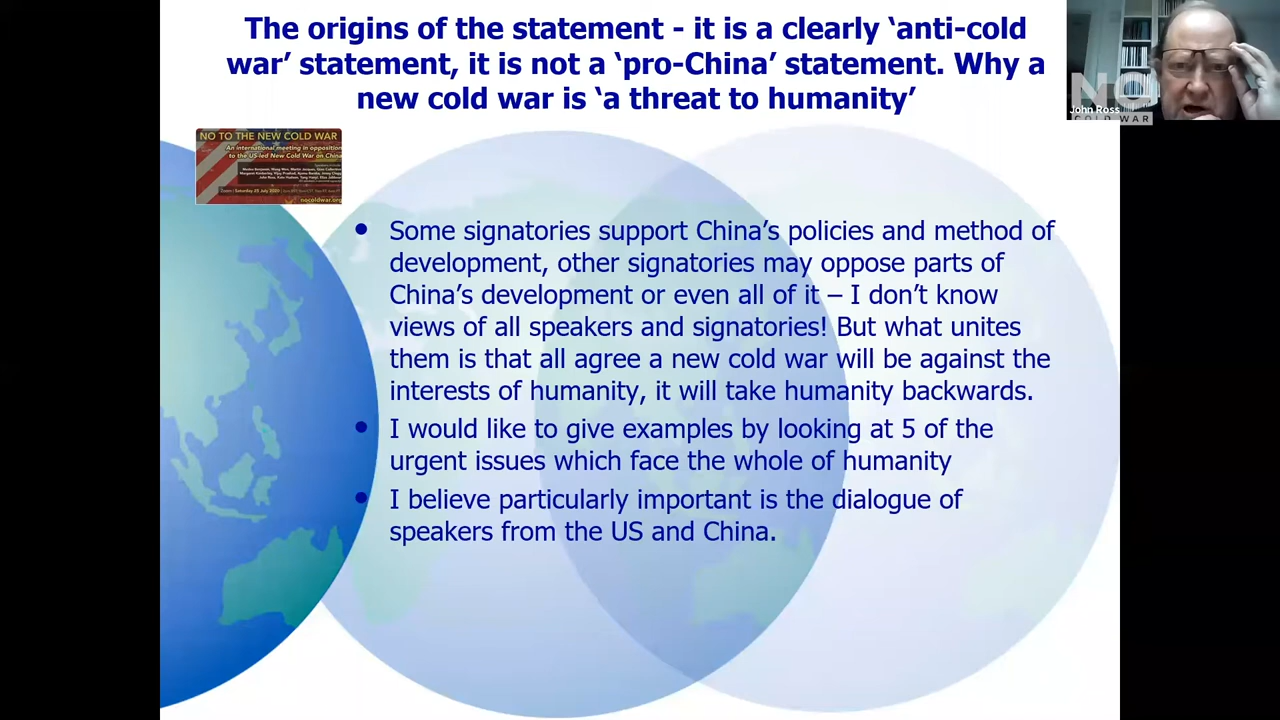 The origins of the statement - it is a clearly ‘anti-cold
war’ statement, it is not a ‘pro-China’ statement. Why a
new cold war is ‘a threat to humanity’
NO
John Ross
COLD WAR
NO TO THE NEW COLD WAR
An international meeting in opposition
to the US-led New Cold War on China
Saturday 25 July 2020
nocoldwar.org
• Some signatories support China’s policies and method of
development, other signatories may oppose parts of
China’s development or even all of it – I don’t know
views of all speakers and signatories! But what unites
them is that all agree a new cold war will be against the
interests of humanity, it will take humanity backwards.
• I would like to give examples by looking at 5 of the
urgent issues which face the whole of humanity
• I believe particularly important is the dialogue of
speakers from the US and China.